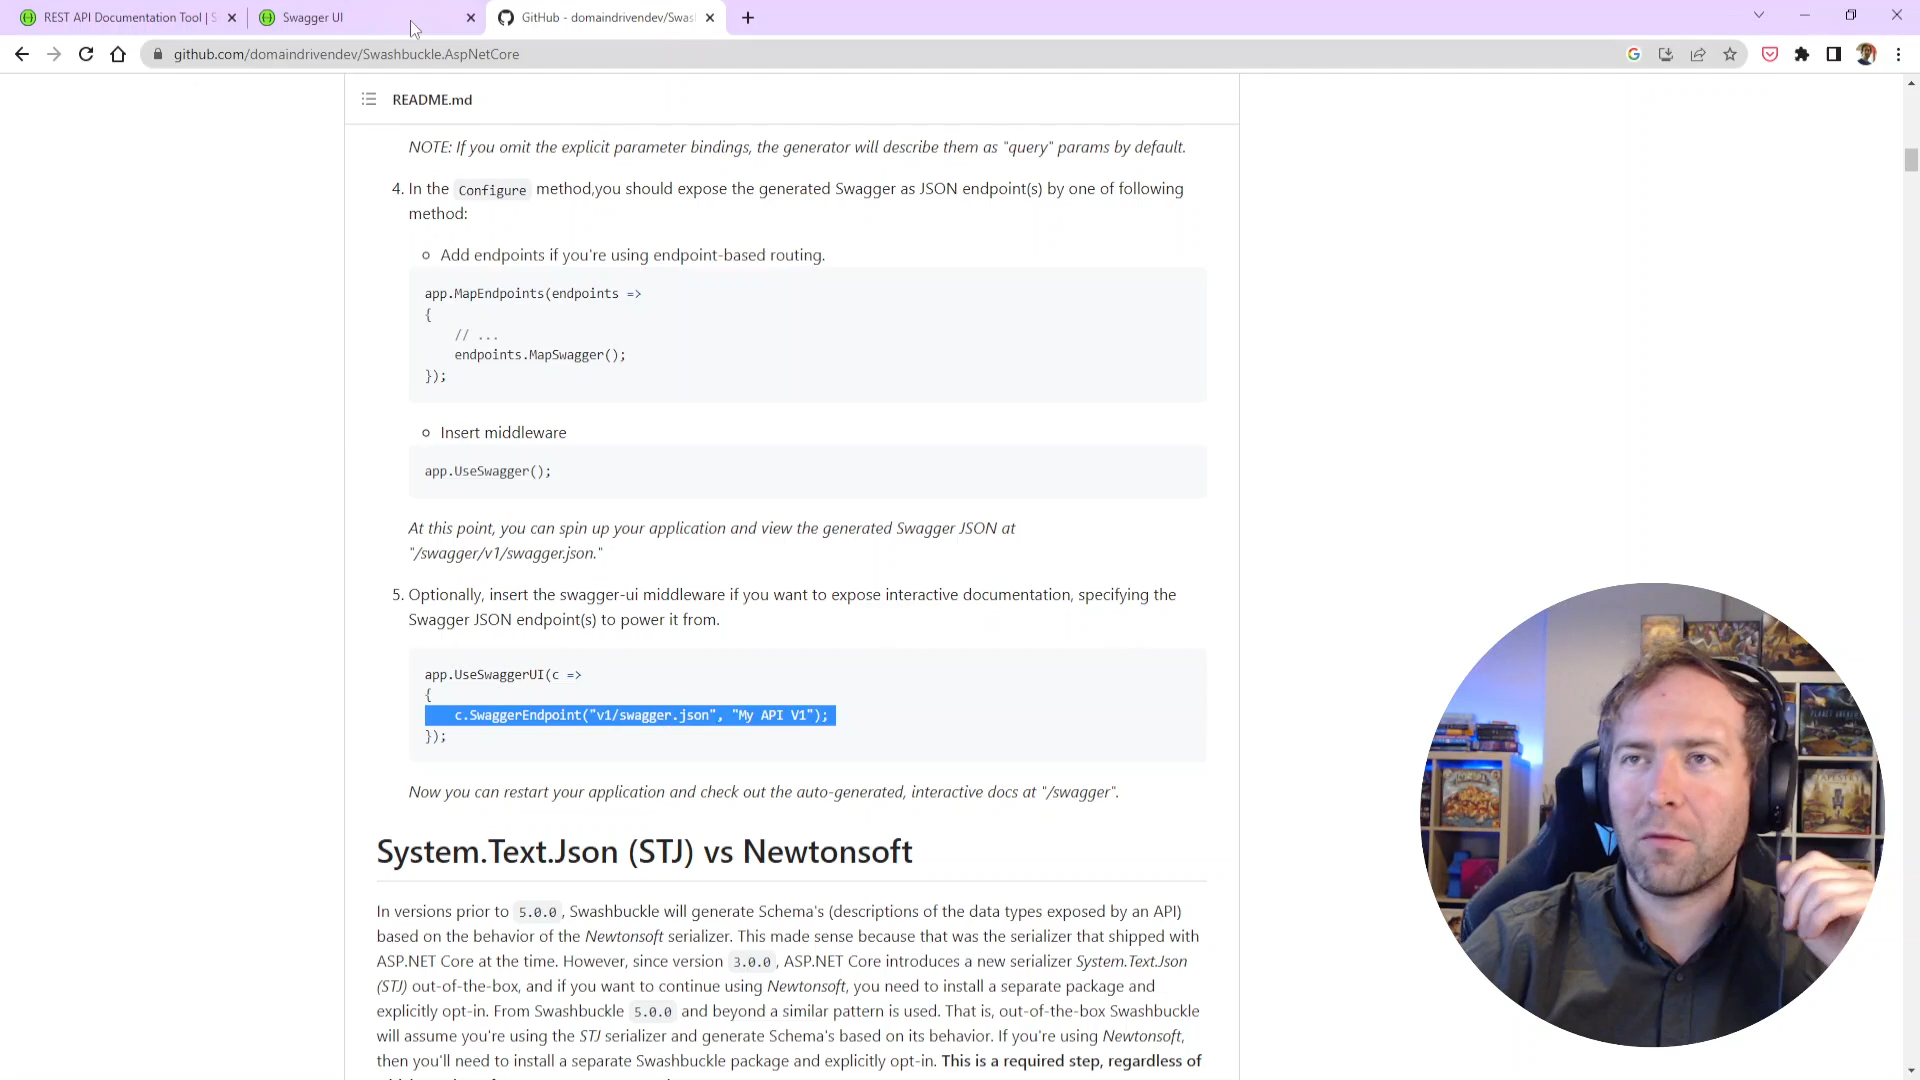 REST API Documentation Tool | S
Swagger UI
GitHub - domaindrivendev/Swas
github.com/domaindrivendev/Swashbuckle.AspNetCore
README.md
NOTE: If you omit the explicit parameter bindings, the generator will describe them as "query" params by default.
4. In the Configure method,you should expose the generated Swagger as JSON endpoint(s) by one of following
method:
Add endpoints if you're using endpoint-based routing.
app.MapEndpoints(endpoints =>
{
// ...
endpoints.MapSwagger();
});
Insert middleware
app.UseSwagger();
At this point, you can spin up your application and view the generated Swagger JSON at
"/swagger/v1/swagger.json."
5. Optionally, insert the swagger-ui middleware if you want to expose interactive documentation, specifying the
Swagger JSON endpoint(s) to power it from.
app.UseSwaggerUI(c =>
{
c.SwaggerEndpoint("v1/swagger.json", "My API V1");
});
Now you can restart your application and check out the auto-generated, interactive docs at "/swagger".
System.Text.Json (STJ) vs Newtonsoft
In versions prior to 5.0.0, Swashbuckle will generate Schema's (descriptions of the data types exposed by an API)
based on the behavior of the Newtonsoft serializer. This made sense because that was the serializer that shipped with
ASP.NET Core at the time. However, since version 3.0.0, ASP.NET Core introduces a new serializer System.Text.Json
(STJ) out-of-the-box, and if you want to continue using Newtonsoft, you need to install a separate package and
explicitly opt-in. From Swashbuckle 5.0.0 and beyond a similar pattern is used. That is, out-of-the-box Swashbuckle
will assume you're using the STJ serializer and generate Schema's based on its behavior. If you're using Newtonsoft,
then you'll need to install a separate Swashbuckle package and explicitly opt-in. This is a required step, regardless of
TAPESTRY